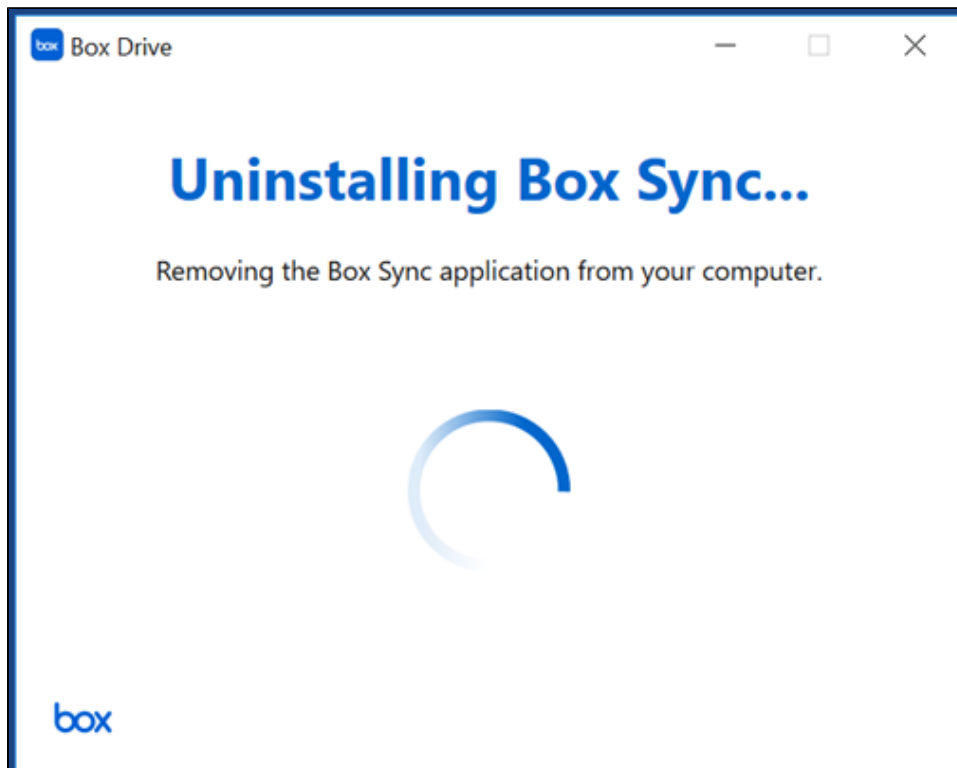 box Box Drive
Uninstalling Box Sync...
Removing the Box Sync application from your computer.
box